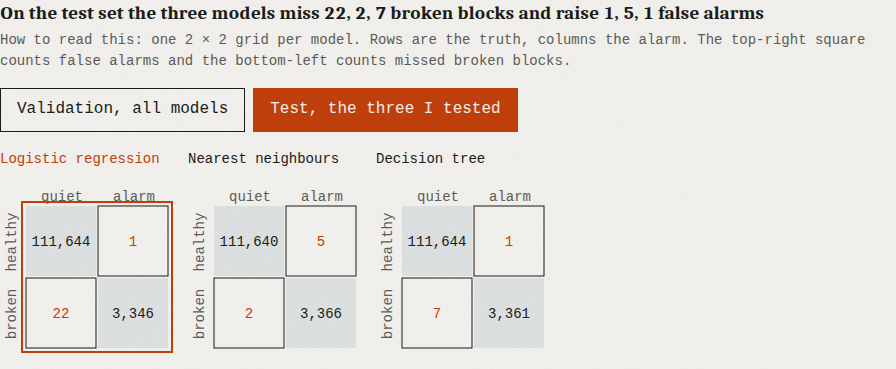 On the test set the three models miss 22, 2, 7 broken blocks and raise 1, 5, 1 false alarms
How to read this: one 2 × 2 grid per model. Rows are the truth, columns the alarm. The top-right square
counts false alarms and the bottom-left counts missed broken blocks.
Validation, all models
Test, the three I tested
Logistic regression
quiet alarm
healthy 111,644 1
broken 22 3,346
Nearest neighbours
quiet alarm
healthy 111,640 5
broken 2 3,366
Decision tree
quiet alarm
healthy 111,644 1
broken 7 3,361